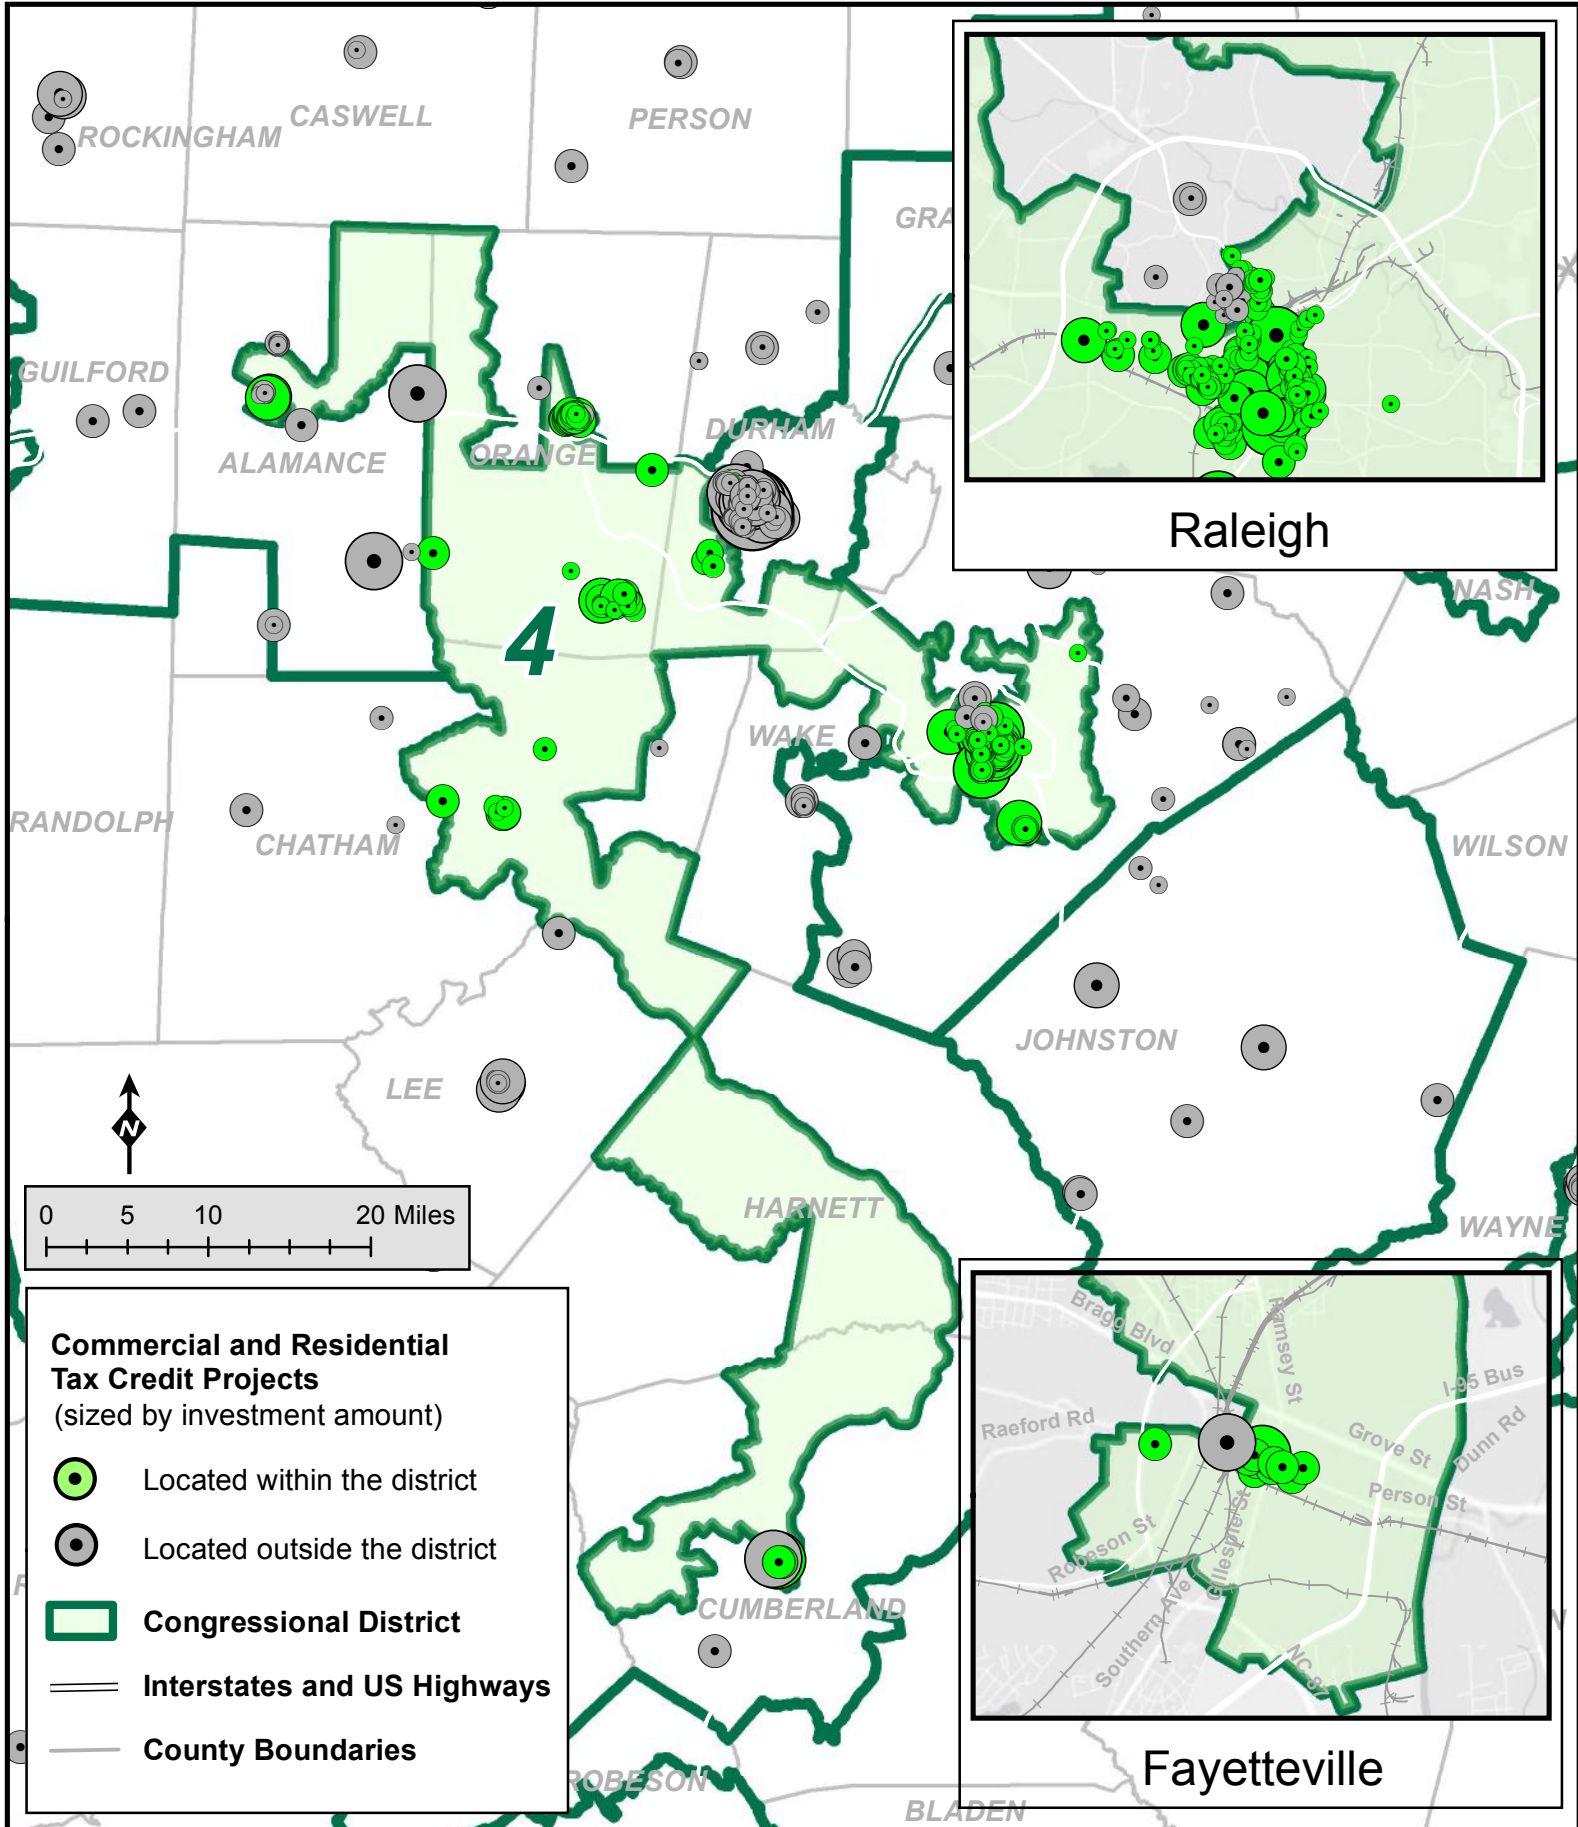 CASWELL
PERSON
ROCKINGHAM
GRA
Raleigh
GUILFORD
DURHAM
ALAMANCE
ORANGE
NASH
4
WAKE
RANDOLPH
CHATHAM
WILSON
JOHNSTON
LEE
N
HARNETT
WAYNE
0 5 10 20 Miles
Commercial and Residential
Tax Credit Projects
(sized by investment amount)
Located within the district
Located outside the district
Congressional District
Interstates and US Highways
County Boundaries
CUMBERLAND
ROBESON
BLADEN
Bragg Blvd
Ramsey St
I-95 Bus
Raeford Rd
Grove St
Dunn Rd
Person St
Robeson St
Gillespie St
Southern Ave
NC-87
Fayetteville